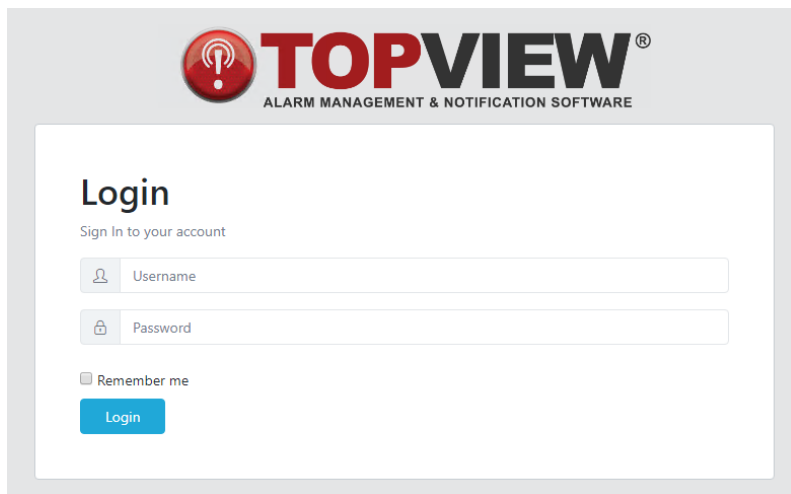 TOPVIEW®
ALARM MANAGEMENT & NOTIFICATION SOFTWARE
Login
Sign In to your account
Username
Password
Remember me
Login